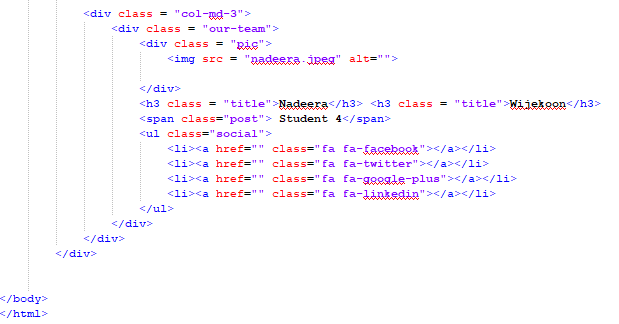 <div class = "col-md-3">
<div class = "our-team">
<div class = "pic">
<img src = "nadeera.jpeg" alt="">
</div>
<h3 class = "title">Nadeera</h3> <h3 class = "title">Wijekoon</h3>
<span class="post"> Student 4</span>
<ul class="social">
<li><a href="" class="fa fa-facebook"></a></li>
<li><a href="" class="fa fa-twitter"></a></li>
<li><a href="" class="fa fa-google-plus"></a></li>
<li><a href="" class="fa fa-linkedin"></a></li>
</ul>
</div>
</div>
</div>
</body>
</html>